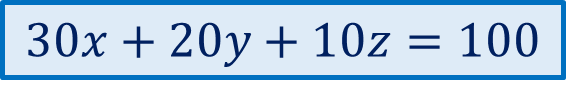 30x + 20y + 10z = 100